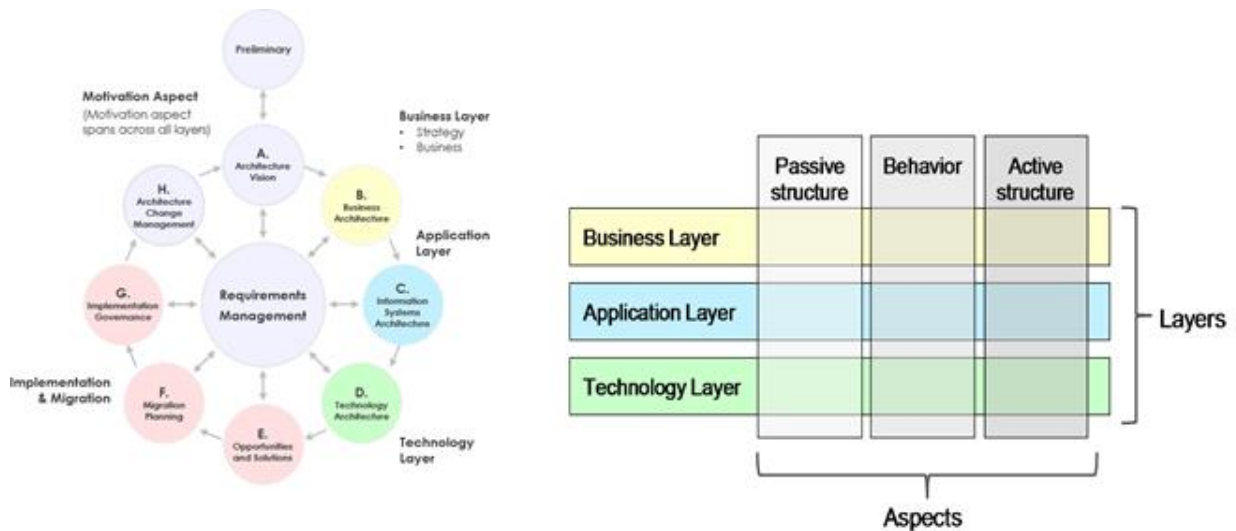 Preliminary
Motivation Aspect
(Motivation aspect
spans across all layers)
Business Layer
• Strategy
• Business
A.
Architecture
Vision
H.
Architecture
Change
Management
B.
Business
Architecture
Application
Layer
G.
Implementation
Governance
Requirements
Management
C.
Information
Systems
Architecture
Implementation
& Migration
F.
Migration
Planning
D.
Technology
Architecture
E.
Opportunities
and Solutions
Technology
Layer
Passive
structure
Behavior
Active
structure
Business Layer
Application Layer
Technology Layer
Layers
Aspects